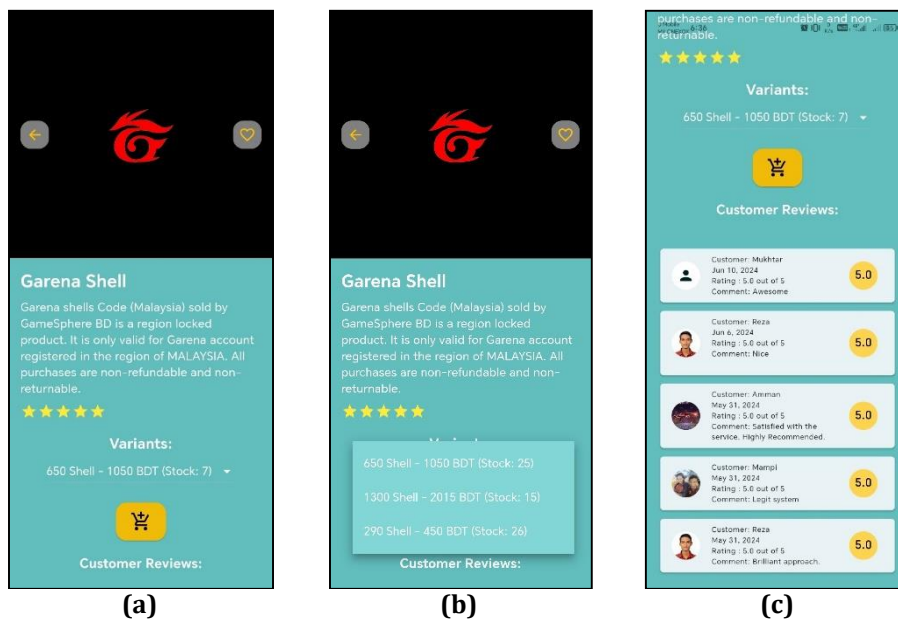 Garena Shell
Garena shells Code (Malaysia) sold by
GameSphere BD is a region locked
product. It is only valid for Garena account
registered in the region of MALAYSIA. All
purchases are non-refundable and non-
returnable.
Variants:
650 Shell - 1050 BDT (Stock: 7)
Customer Reviews:
(a)
Garena Shell
Garena shells Code (Malaysia) sold by
GameSphere BD is a region locked
product. It is only valid for Garena account
registered in the region of MALAYSIA. All
purchases are non-refundable and non-
returnable.
650 Shell - 1050 BDT (Stock: 25)
1300 Shell - 2015 BDT (Stock: 15)
290 Shell - 450 BDT (Stock: 26)
Customer Reviews:
(b)
purchases are non-refundable and non-
returnable.
6:36
Variants:
650 Shell - 1050 BDT (Stock: 7)
Customer Reviews:
Customer: Mukhtar
Jun 10, 2024
Rating : 5.0 out of 5
Comment: Awesome
5.0
Customer: Reza
Jun 6, 2024
Rating : 5.0 out of 5
Comment: Nice
5.0
Customer: Amman
May 31, 2024
Rating : 5.0 out of 5
Comment: Satisfied with the
service. Highly Recommended.
5.0
Customer: Mampi
May 31, 2024
Rating : 5.0 out of 5
Comment: Legit system
5.0
Customer: Reza
May 31, 2024
Rating : 5.0 out of 5
Comment: Brilliant approach.
5.0
(c)